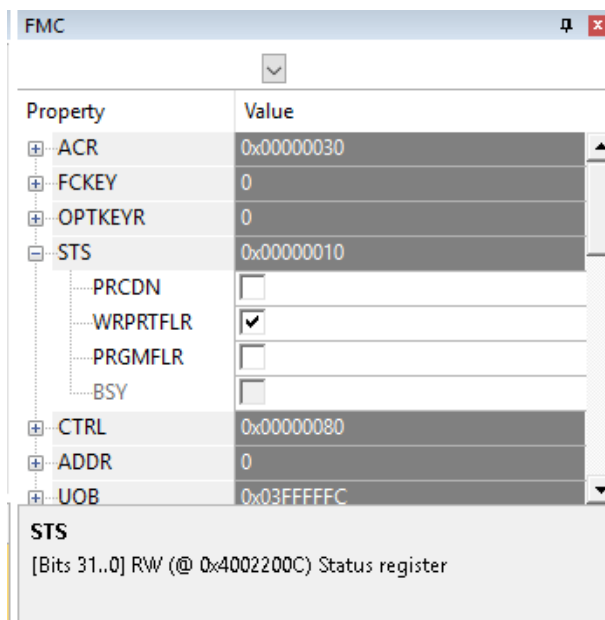 FMC
Property Value
ACR 0x00000030
FCKEY 0
OPTKEYR 0
STS 0x00000010
PRCDN
WRPRTFLR
PRGMFLR
BSY
CTRL 0x00000080
ADDR 0
UOB 0x03FFFFFC
STS
[Bits 31..0] RW (@ 0x4002200C) Status register